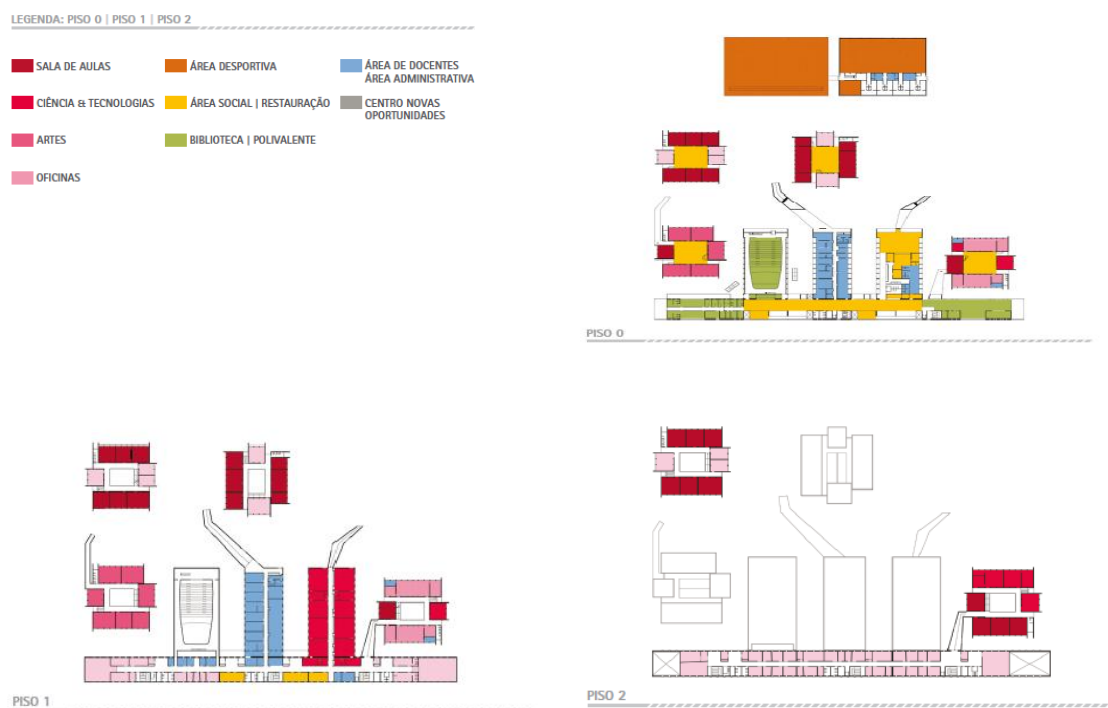 LEGENDA: PISO 0 | PISO 1 | PISO 2
SALA DE AULAS
ÁREA DESPORTIVA
ÁREA DE DOCENTES
ÁREA ADMINISTRATIVA
CIÊNCIA & TECNOLOGIAS
ÁREA SOCIAL | RESTAURAÇÃO
CENTRO NOVAS
OPORTUNIDADES
ARTES
BIBLIOTECA | POLIVALENTE
OFICINAS
PISO 0
PISO 1
PISO 2